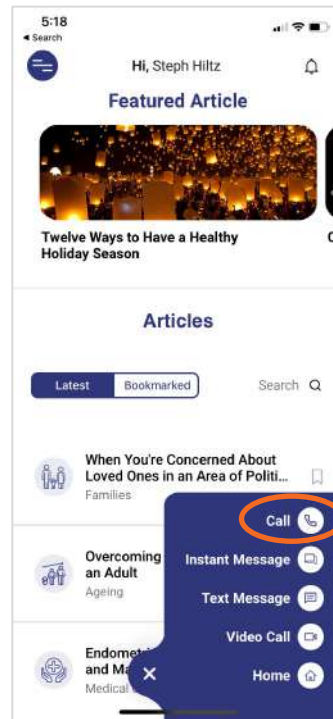 5:18
Search
Hi, Steph Hiltz
Featured Article
Twelve Ways to Have a Healthy
Holiday Season
Articles
Latest
Bookmarked
Search
When You're Concerned About
Loved Ones in an Area of Politi...
Families
Call
Overcoming
an Adult
Ageing
Instant Message
Text Message
Video Call
and
Medical
Home